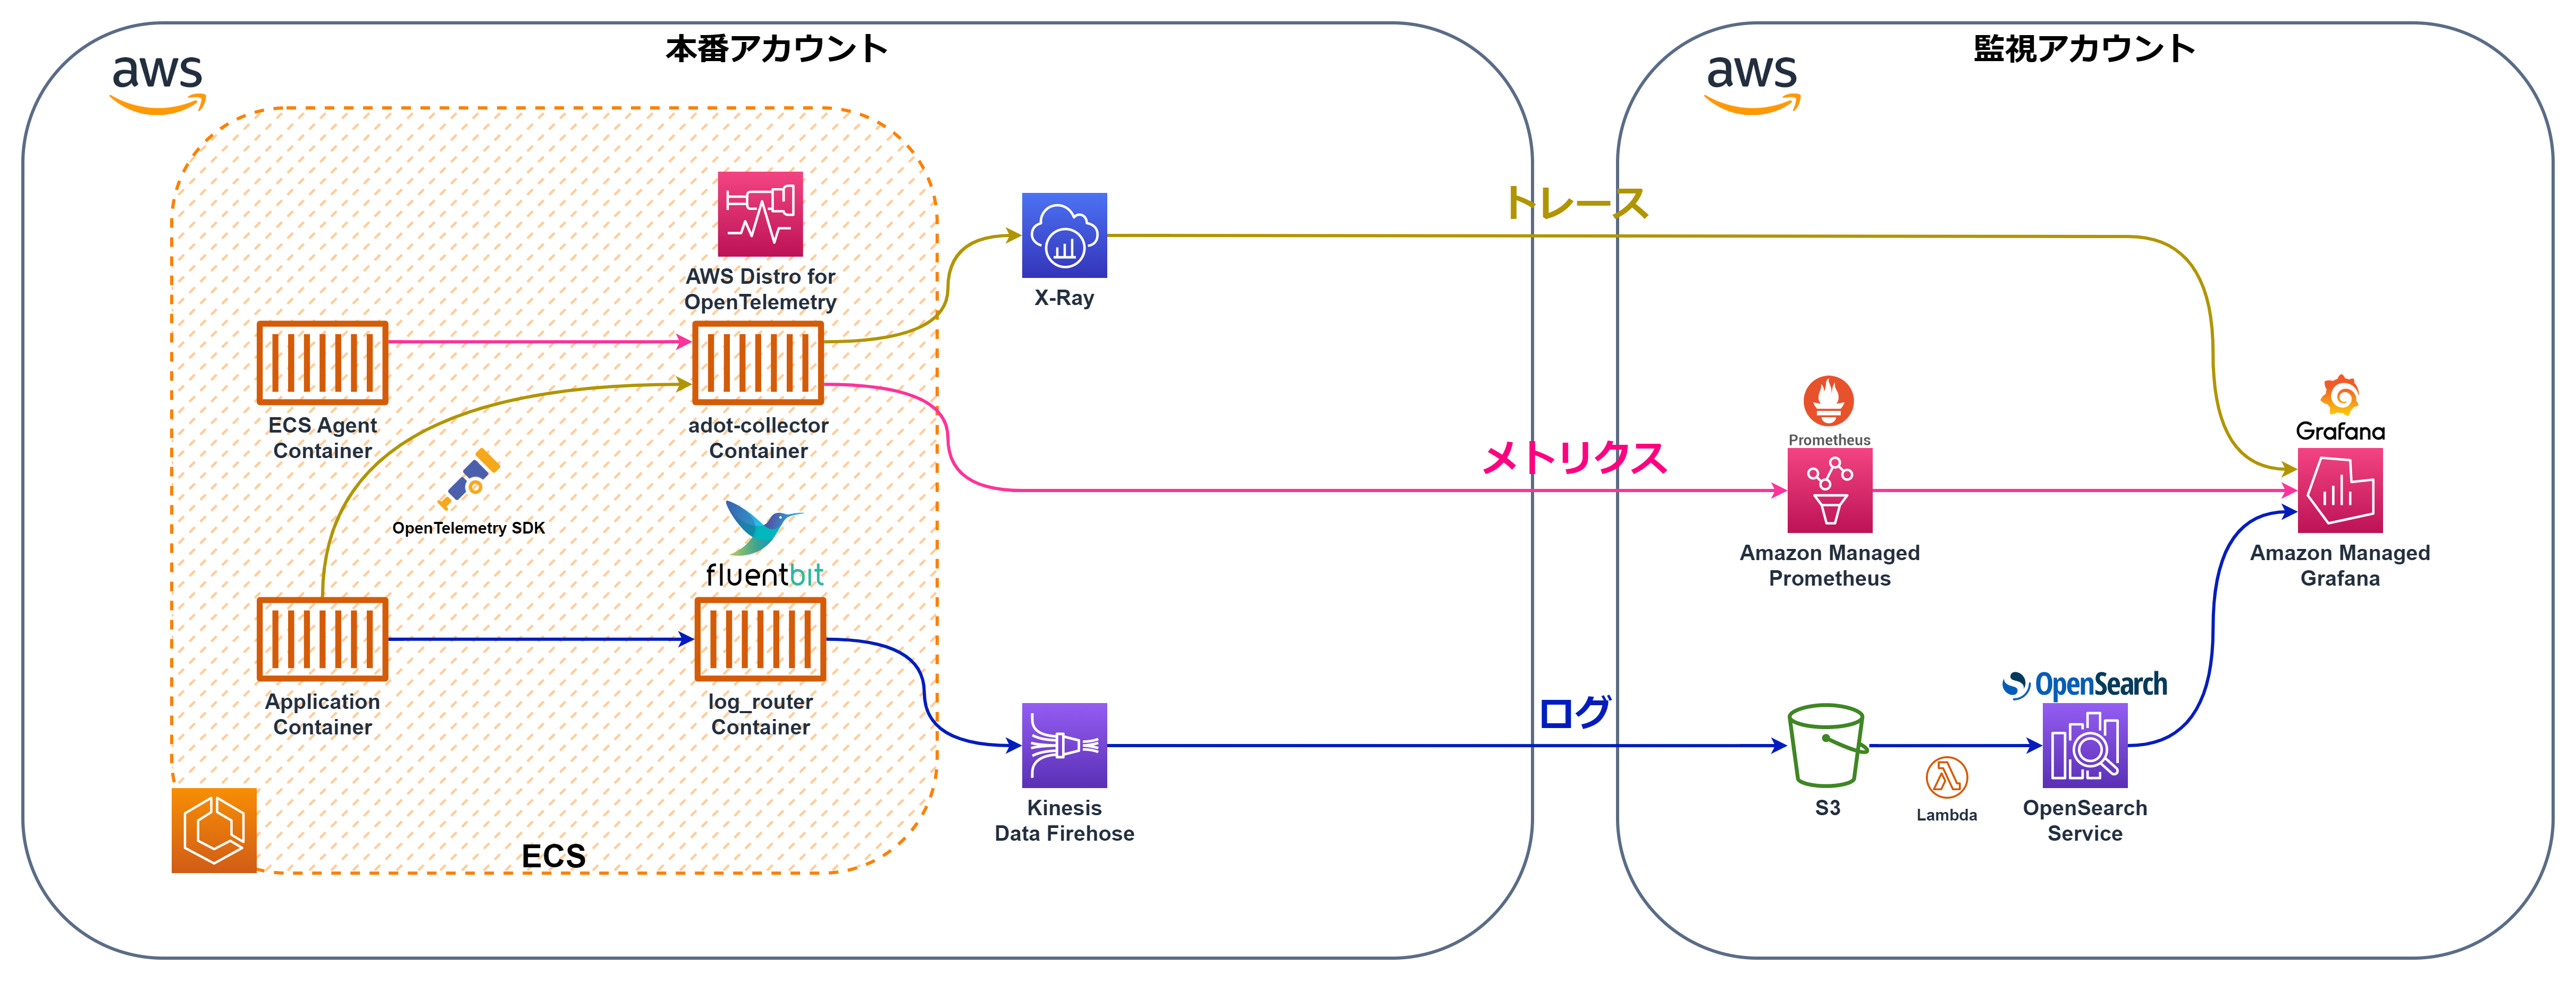 本番アカウント
監視アカウント
aws
aws
トレース
AWS Distro for
OpenTelemetry
X-Ray
ECS Agent
Container
adot-collector
Container
メトリクス
Prometheus
Grafana
OpenTelemetry SDK
fluentbit
Amazon Managed
Prometheus
Amazon Managed
Grafana
Application
Container
log_router
Container
ログ
OpenSearch
Kinesis
Data Firehose
S3
Lambda
OpenSearch
Service
ECS